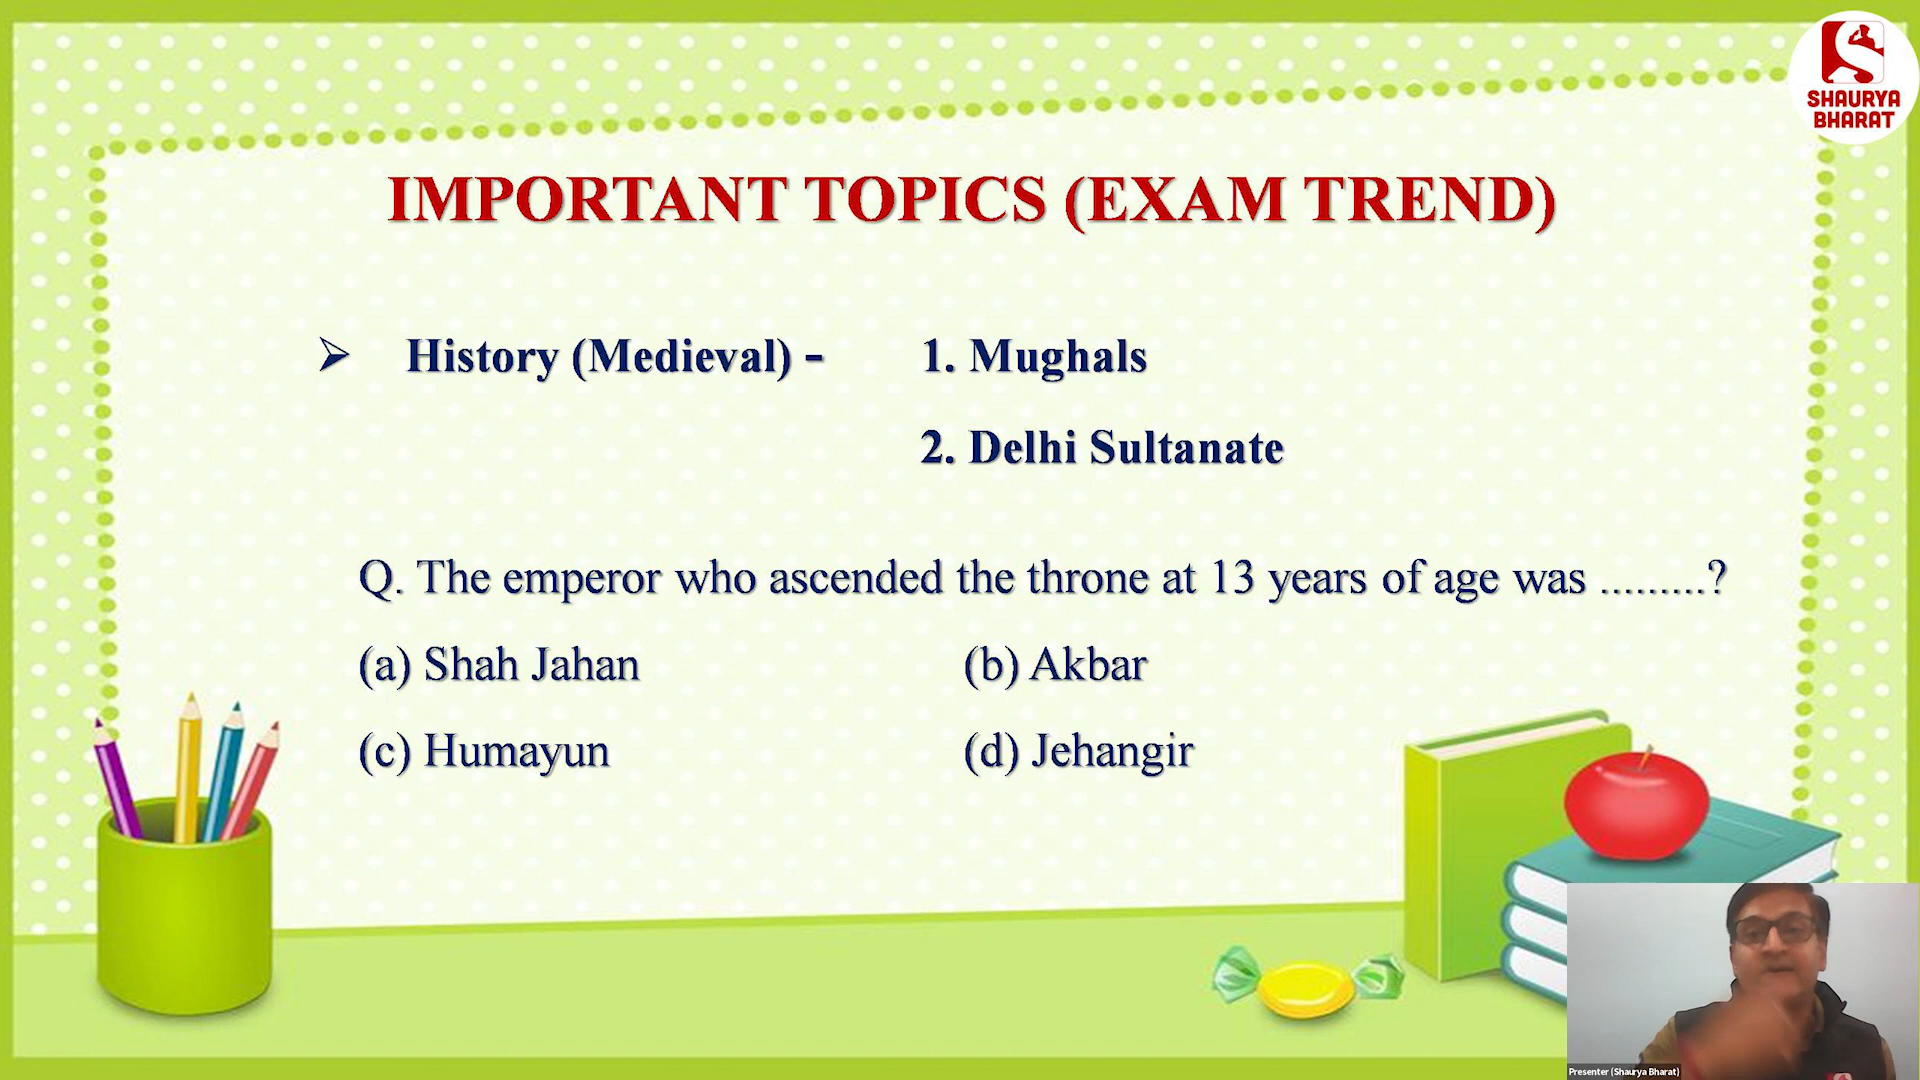 SHAURYA
BHARAT
IMPORTANT TOPICS (EXAM TREND)
➢ History (Medieval) - 1. Mughals
2. Delhi Sultanate
Q. The emperor who ascended the throne at 13 years of age was .........?
(a) Shah Jahan (b) Akbar
(c) Humayun (d) Jehangir
Presenter (Shaurya Bharat)